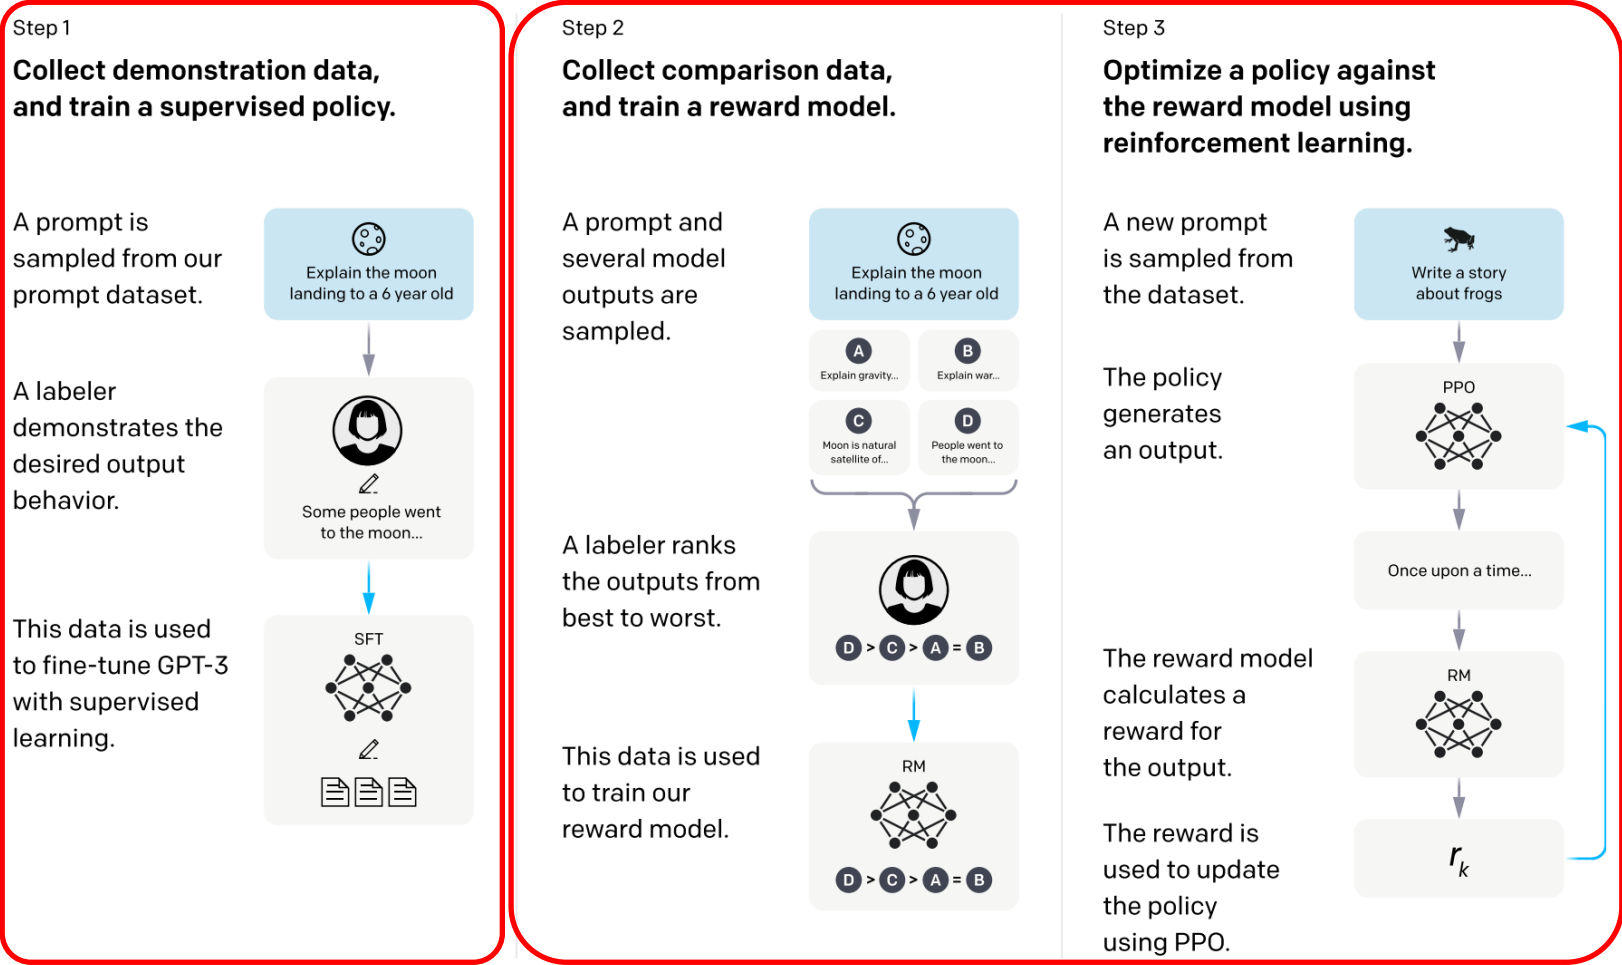 Step 1
Collect demonstration data,
and train a supervised policy.
A prompt is
sampled from our
prompt dataset.
Explain the moon
landing to a 6 year old
A labeler
demonstrates the
desired output
behavior.
Some people went
to the moon...
This data is used
to fine-tune GPT-3
with supervised
learning.
SFT
Step 2
Collect comparison data,
and train a reward model.
A prompt and
several model
outputs are
sampled.
Explain the moon
landing to a 6 year old
A
Explain gravity...
B
Explain war...
C
Moon is natural
satellite of...
D
People went to
the moon...
A labeler ranks
the outputs from
best to worst.
D > C > A = B
This data is used
to train our
reward model.
RM
D > C > A = B
Step 3
Optimize a policy against
the reward model using
reinforcement learning.
A new prompt
is sampled from
the dataset.
Write a story
about frogs
The policy
generates
an output.
PPO
Once upon a time...
The reward model
calculates a
reward for
the output.
RM
The reward is
used to update
the policy
using PPO.
r_k